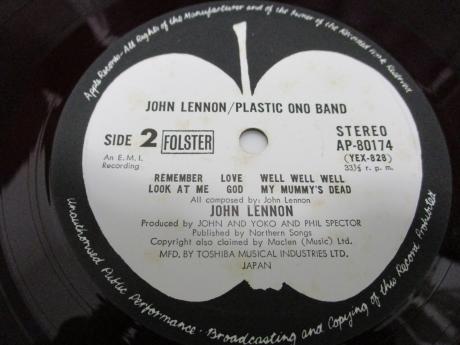 Apple Records-All Rights of the Manufacturer and of the Owner of the Recorded Work Reserved
JOHN LENNON/PLASTIC ONO BAND
SIDE 2 FOLSTER
STEREO
AP-80174
(YEX-828)
33⅓ r. p. m.
An E. M. I.
Recording
REMEMBER LOVE WELL WELL WELL
LOOK AT ME GOD MY MUMMY'S DEAD
All composed by: John Lennon
JOHN LENNON
Produced by JOHN AND YOKO AND PHIL SPECTOR
Published by Northern Songs
Copyright also claimed by Maclen (Music) Ltd.
MFD. BY TOSHIBA MUSICAL INDUSTRIES LTD.
JAPAN
Unauthorised Public Performance · Broadcasting and Copying of this Record Prohibited